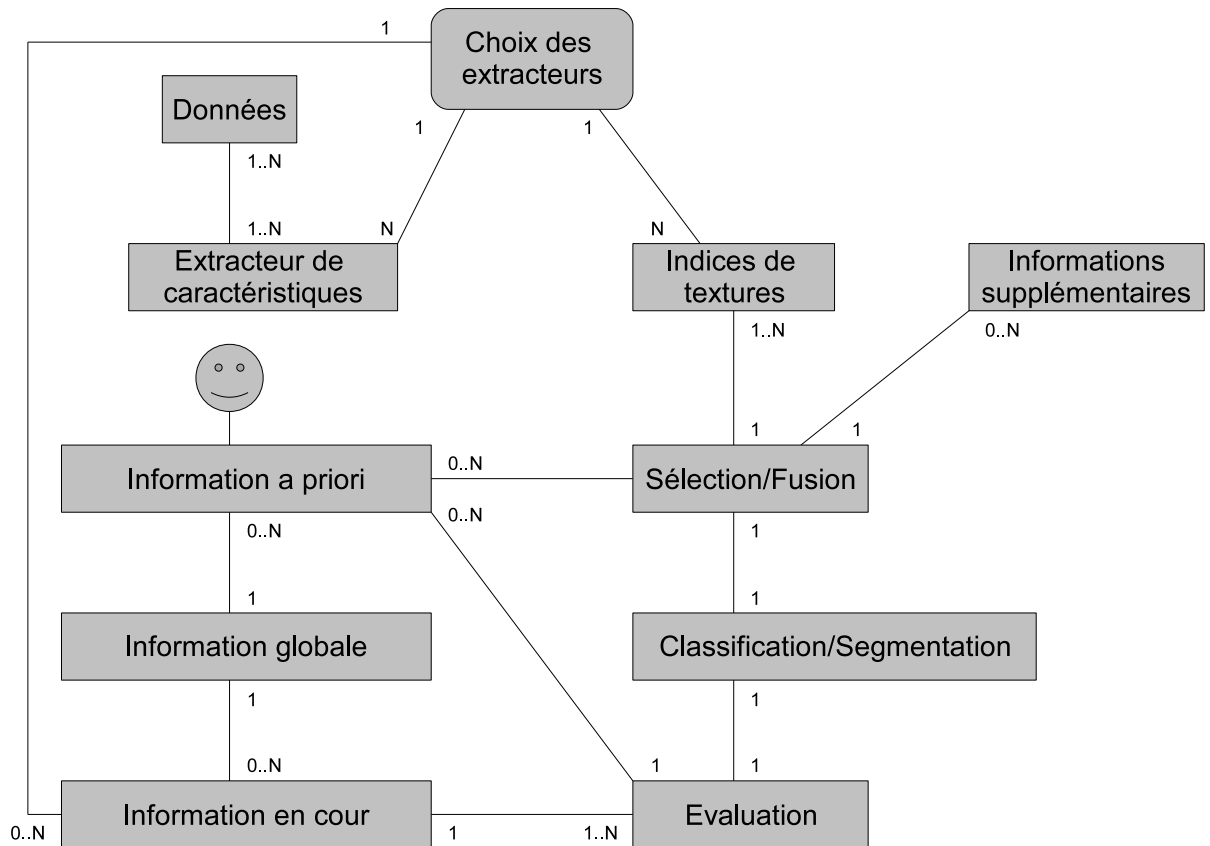 1
Choix des
extracteurs
Données
1
1
1..N
1..N
N
N
Extracteur de
caractéristiques
Indices de
textures
Informations
supplémentaires
1..N
0..N
1
1
Information a priori
0..N
Sélection/Fusion
0..N
0..N
1
1
1
Information globale
Classification/Segmentation
1
1
0..N
1
1
Information en cour
Evaluation
0..N
1
1..N